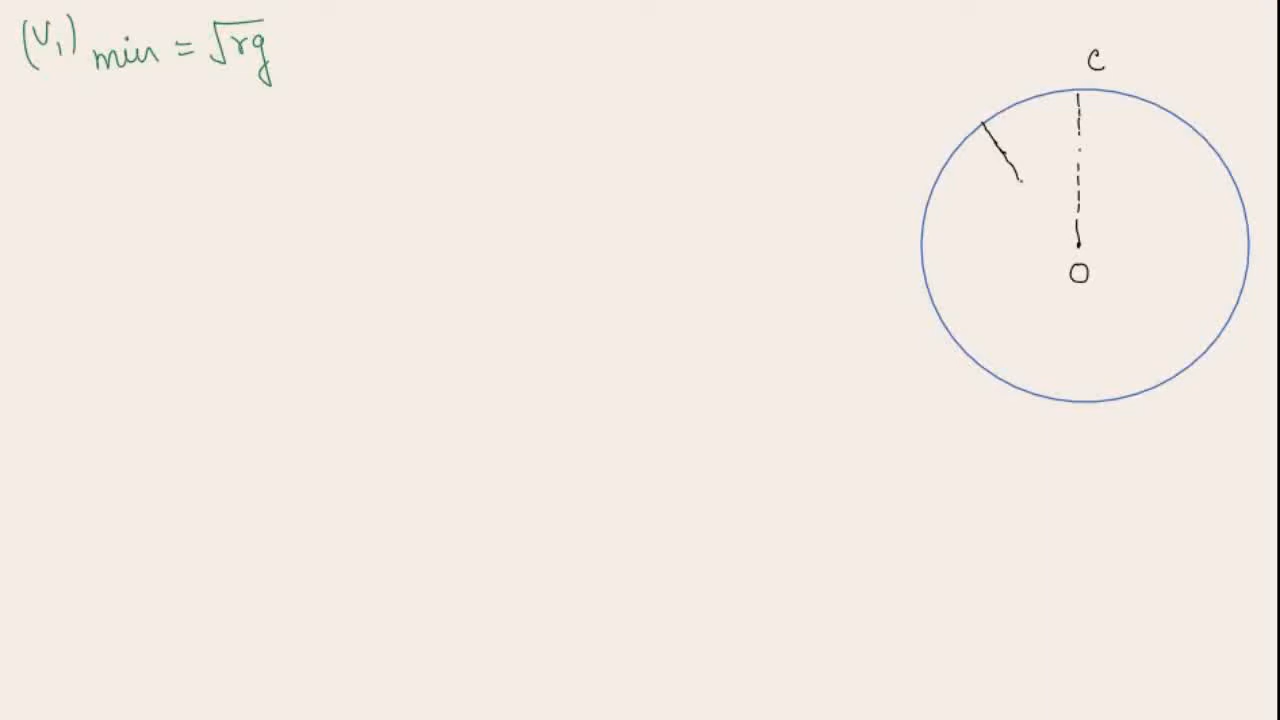 (V₁) min = √rg
C
O